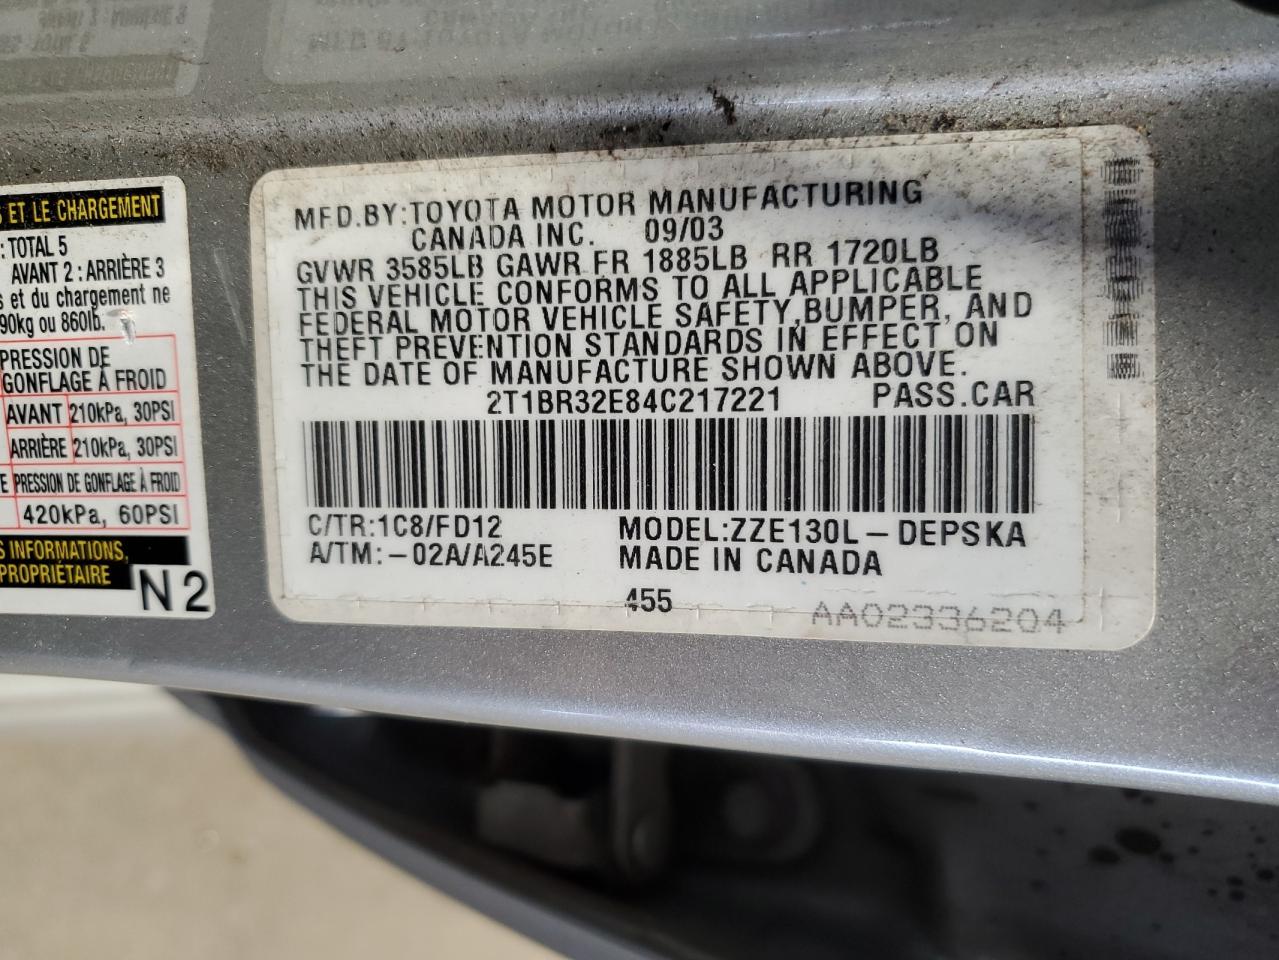 S ET LE CHARGEMENT
: TOTAL 5
AVANT 2 : ARRIÈRE 3
s et du chargement ne
90kg ou 860lb.
PRESSION DE
GONFLAGE À FROID
AVANT 210kPa, 30PSI
ARRIÈRE 210kPa, 30PSI
E PRESSION DE GONFLAGE À FROID
420kPa, 60PSI
S INFORMATIONS,
PROPRIÉTAIRE
N2
MFD.BY:TOYOTA MOTOR MANUFACTURING
CANADA INC. 09/03
GVWR 3585LB GAWR FR 1885LB RR 1720LB
THIS VEHICLE CONFORMS TO ALL APPLICABLE
FEDERAL MOTOR VEHICLE SAFETY,BUMPER, AND
THEFT PREVENTION STANDARDS IN EFFECT ON
THE DATE OF MANUFACTURE SHOWN ABOVE.
2T1BR32E84C217221 PASS.CAR
C/TR:1C8/FD12 MODEL:ZZE130L-DEPSKA
A/TM:-02A/A245E MADE IN CANADA
455
AA02336204